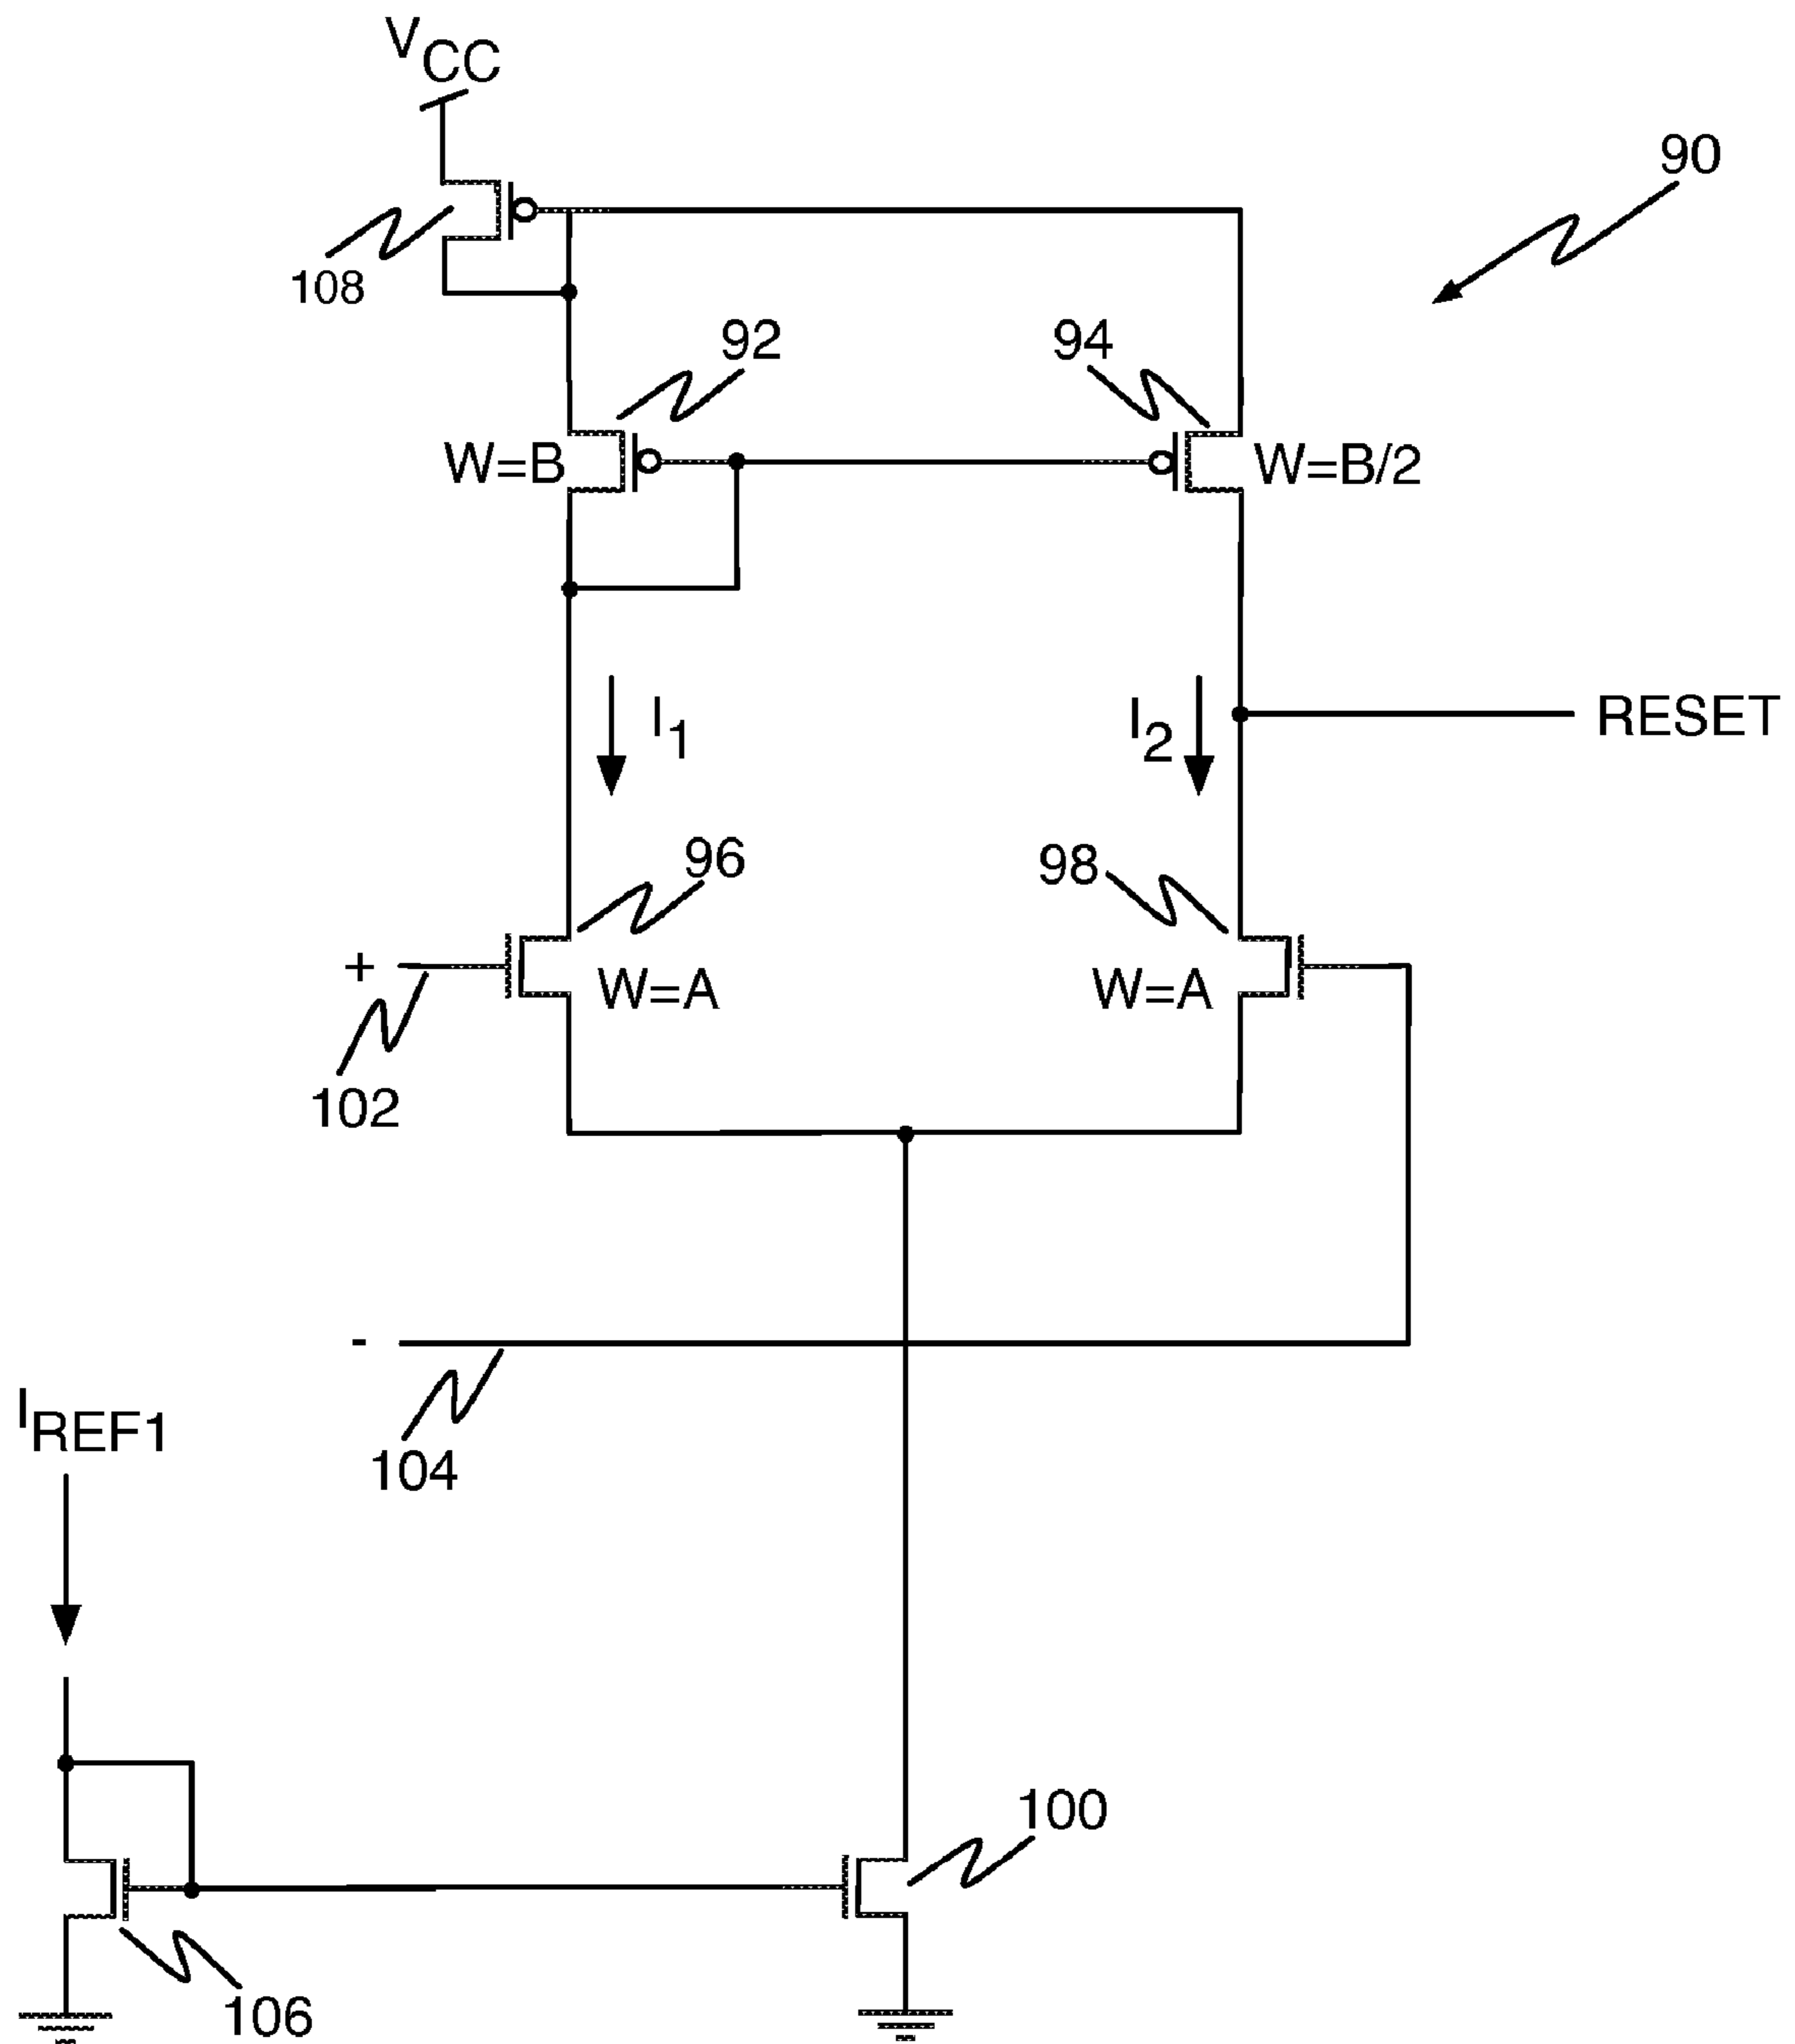 VCC
90
108
92
94
W=B
W=B/2
I1
I2
RESET
96
98
+
W=A
W=A
102
-
104
IREF1
100
106